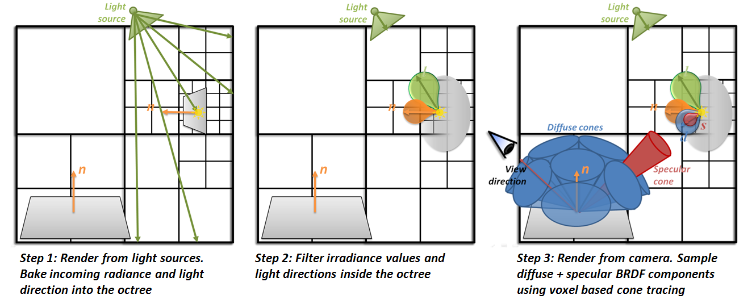 Light
source
n
n
Step 1: Render from light sources.
Bake incoming radiance and light
direction into the octree
Light
source
n
n
Step 2: Filter irradiance values and
light directions inside the octree
Light
source
n
s
Diffuse cones
View
direction
n
Specular
cone
Step 3: Render from camera. Sample
diffuse + specular BRDF components
using voxel based cone tracing